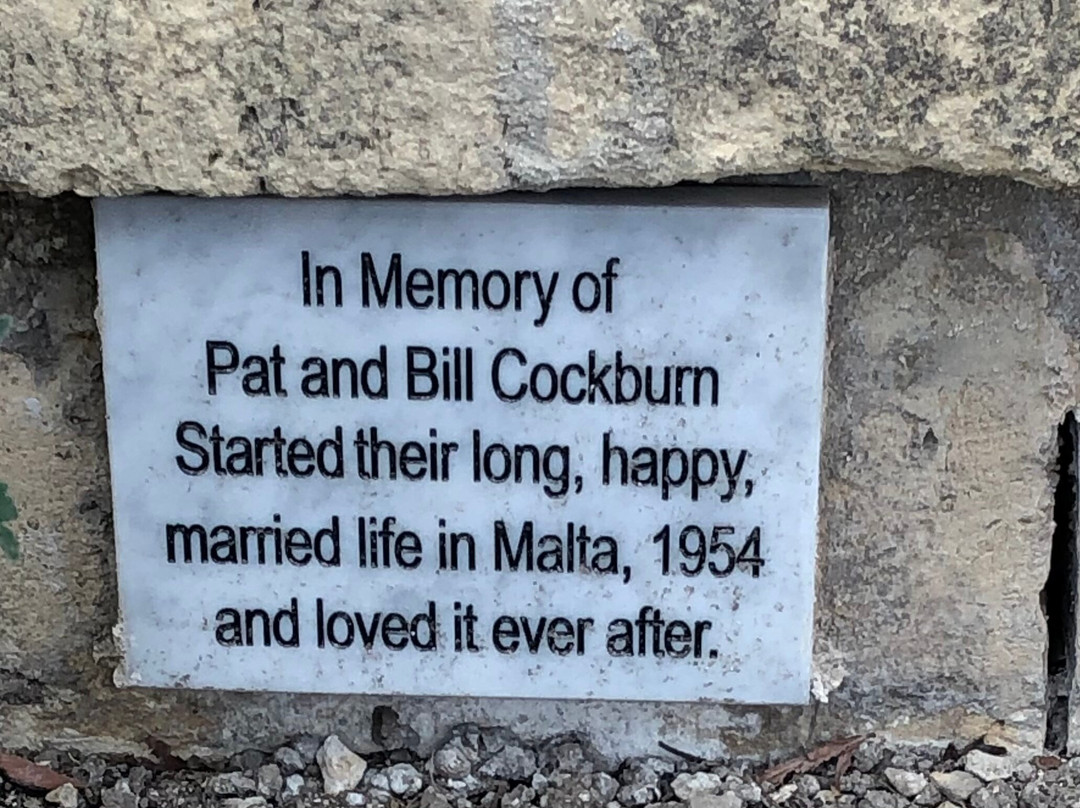 In Memory of
Pat and Bill Cockburn
Started their long, happy,
married life in Malta, 1954
and loved it ever after.